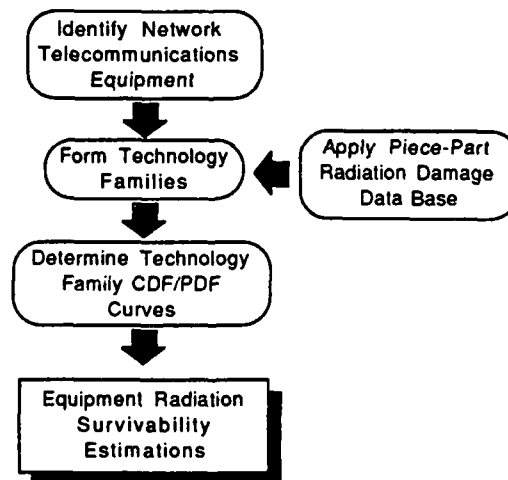 Identify Network
Telecommunications
Equipment
Form Technology
Families
Apply Piece-Part
Radiation Damage
Data Base
Determine Technology
Family CDF/PDF
Curves
Equipment Radiation
Survivability
Estimations